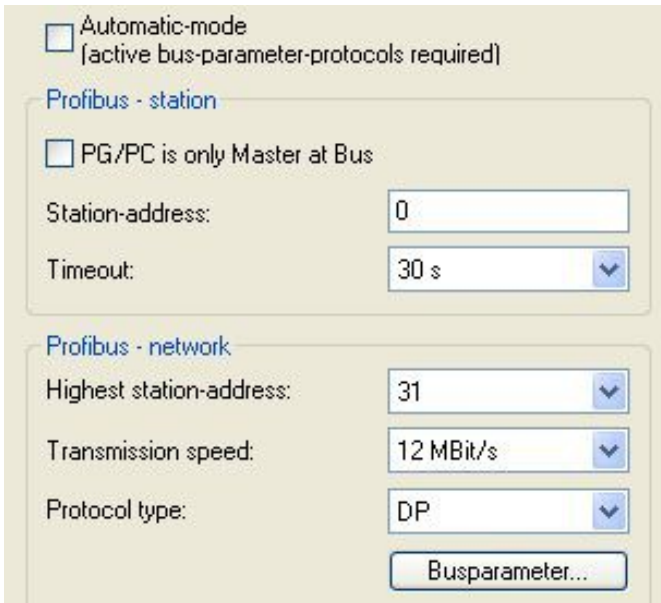 Automatic-mode
(active bus-parameter-protocols required)
Profibus - station
PG/PC is only Master at Bus
Station-address: 0
Timeout: 30 s
Profibus - network
Highest station-address: 31
Transmission speed: 12 MBit/s
Protocol type: DP
Busparameter...